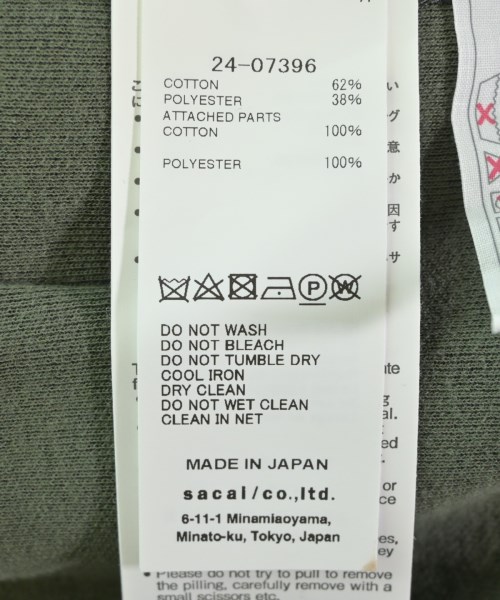 24-07396
COTTON 62%
POLYESTER 38%
ATTACHED PARTS
COTTON 100%
POLYESTER 100%
DO NOT WASH
DO NOT BLEACH
DO NOT TUMBLE DRY
COOL IRON
DRY CLEAN
DO NOT WET CLEAN
CLEAN IN NET
MADE IN JAPAN
sacai/co.,ltd.
6-11-1 Minamiaoyama,
Minato-ku, Tokyo, Japan
• Please do not try to pull to remove
the pilling, carefully remove with a
small scissors etc.